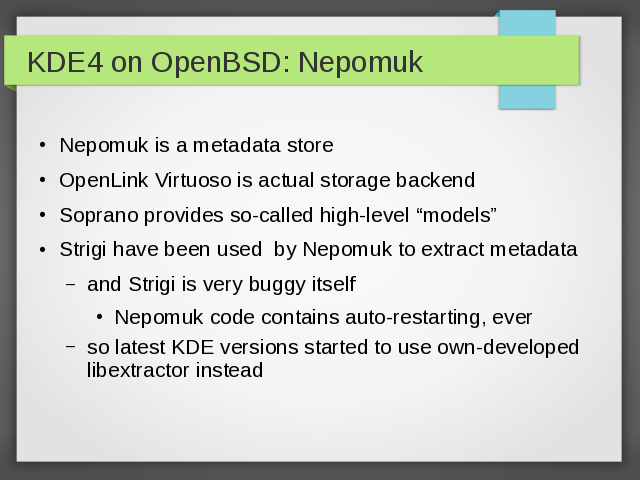 KDE4 on OpenBSD: Nepomuk
• Nepomuk is a metadata store
• OpenLink Virtuoso is actual storage backend
• Soprano provides so-called high-level “models”
• Strigi have been used  by Nepomuk to extract metadata
– and Strigi is very buggy itself
• Nepomuk code contains auto-restarting, ever
– so latest KDE versions started to use own-developed
libextractor instead